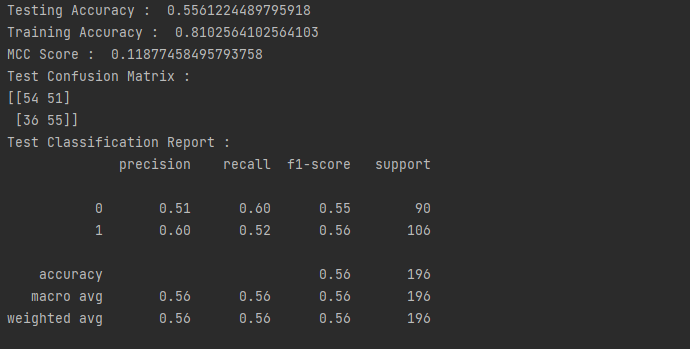 Testing Accuracy :  0.5561224489795918
Training Accuracy :  0.8102564102564103
MCC Score :  0.11877458495793758
Test Confusion Matrix :
[[54 51]
 [36 55]]
Test Classification Report :
              precision    recall  f1-score   support
           0       0.51      0.60      0.55        90
           1       0.60      0.52      0.56       106
    accuracy                           0.56       196
   macro avg       0.56      0.56      0.56       196
weighted avg       0.56      0.56      0.56       196